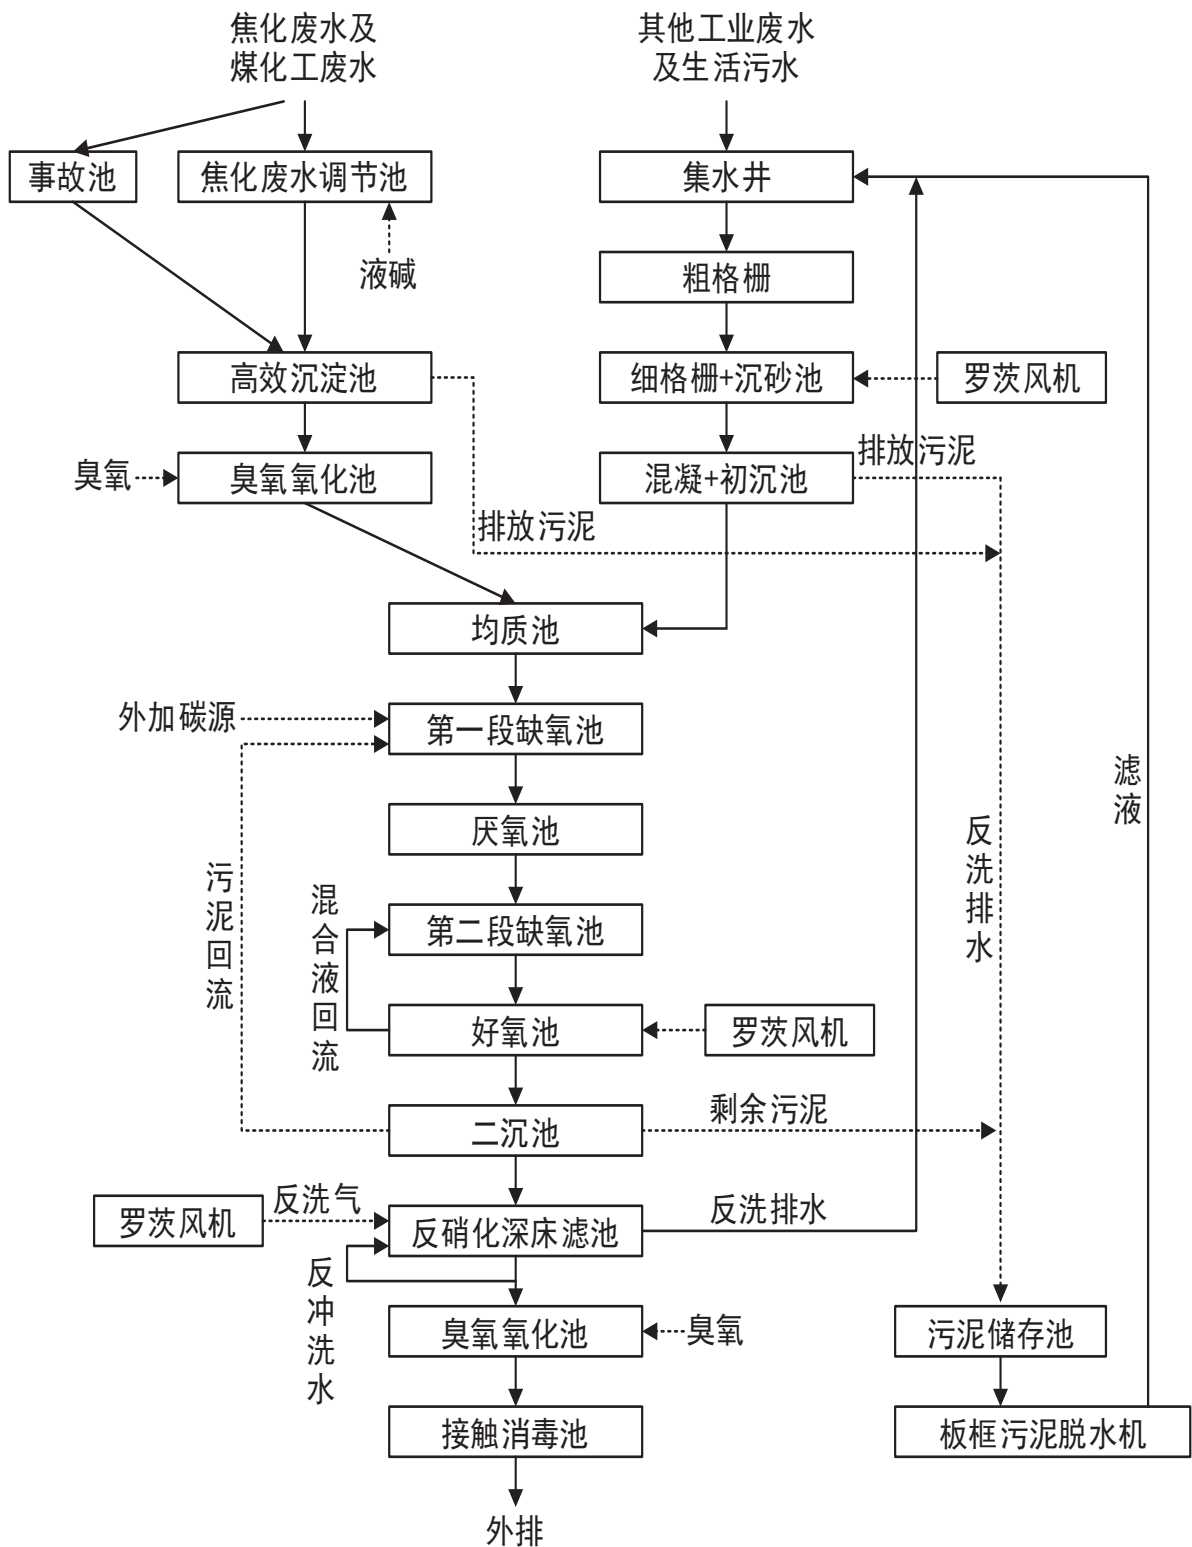 焦化废水及
煤化工废水
其他工业废水
及生活污水
事故池
焦化废水调节池
集水井
液碱
粗格栅
高效沉淀池
细格栅+沉砂池
罗茨风机
排放污泥
臭氧
臭氧氧化池
混凝+初沉池
排放污泥
均质池
外加碳源
第一段缺氧池
滤液
厌氧池
反洗排水
污泥回流
混合液回流
第二段缺氧池
好氧池
罗茨风机
剩余污泥
二沉池
反洗气
罗茨风机
反硝化深床滤池
反洗排水
反冲洗水
臭氧氧化池
臭氧
污泥储存池
接触消毒池
板框污泥脱水机
外排